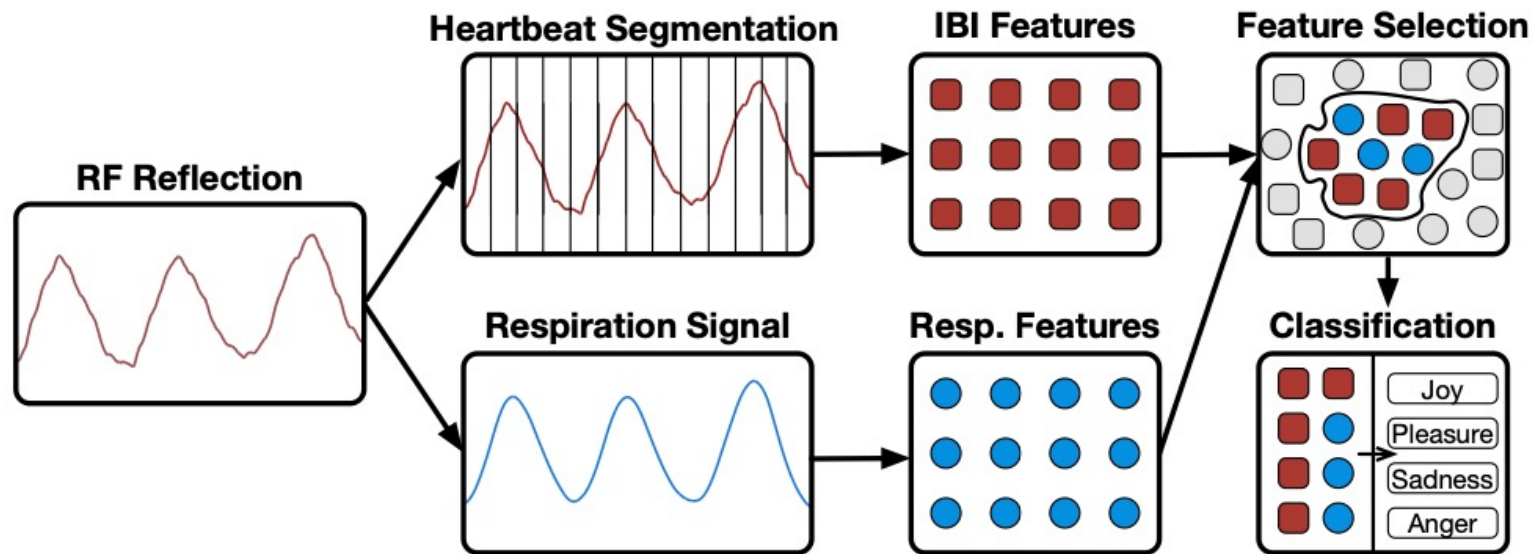 RF Reflection
Heartbeat Segmentation
IBI Features
Feature Selection
Respiration Signal
Resp. Features
Classification
Joy
Pleasure
Sadness
Anger